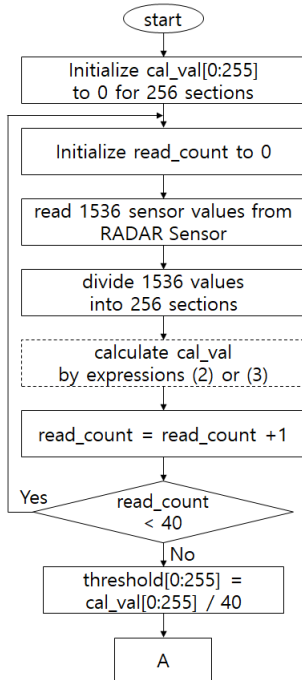 start
Initialize cal_val[0:255]
to 0 for 256 sections
Initialize read_count to 0
read 1536 sensor values from
RADAR Sensor
divide 1536 values
into 256 sections
calculate cal_val
by expressions (2) or (3)
read_count = read_count +1
Yes
read_count
< 40
No
threshold[0:255] =
cal_val[0:255] / 40
A